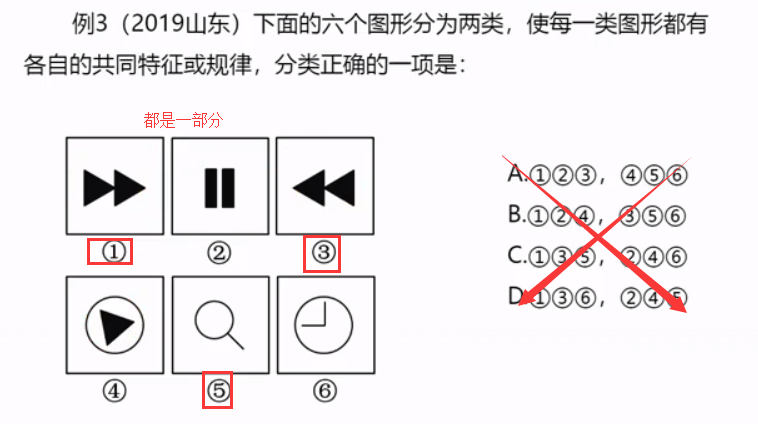 例3（2019山东）下面的六个图形分为两类，使每一类图形都有
各自的共同特征或规律，分类正确的一项是：
都是一部分
① ② ③
④ ⑤ ⑥
A.①②③，④⑤⑥
B.①②④，③⑤⑥
C.①③⑤，②④⑥
D.①③⑥，②④⑤